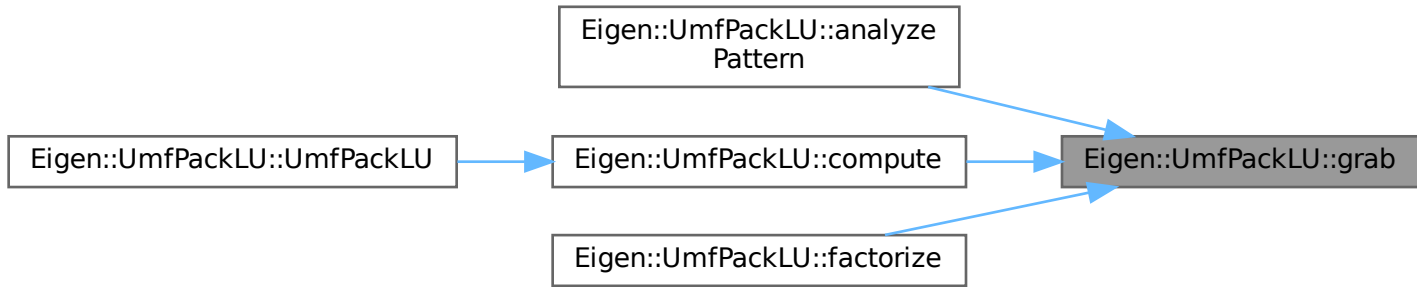 Eigen::UmfPackLU::analyze
Pattern
Eigen::UmfPackLU::UmfPackLU
Eigen::UmfPackLU::compute
Eigen::UmfPackLU::grab
Eigen::UmfPackLU::factorize